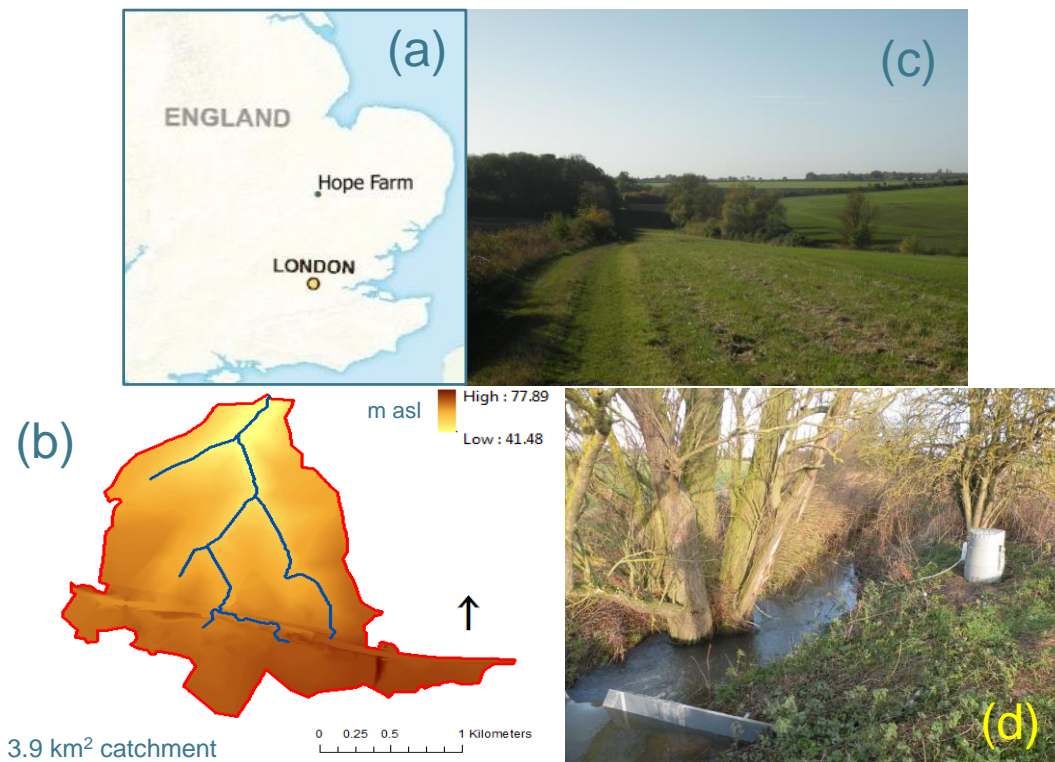 (a)
ENGLAND
Hope Farm
LONDON
(c)
(b)
m asl
High : 77.89
Low : 41.48
↑
0 0.25 0.5 1 Kilometers
3.9 km² catchment
(d)